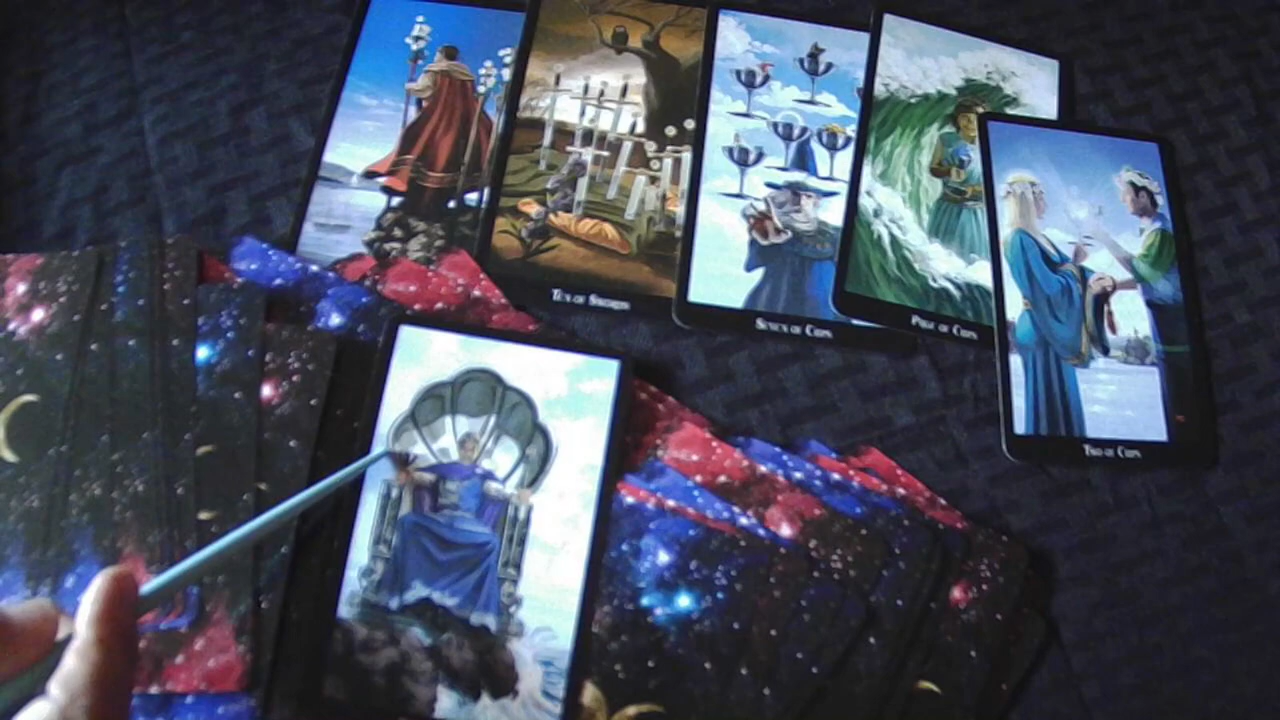 Ten of Swords
Seven of Cups
Page of Cups
Two of Cups